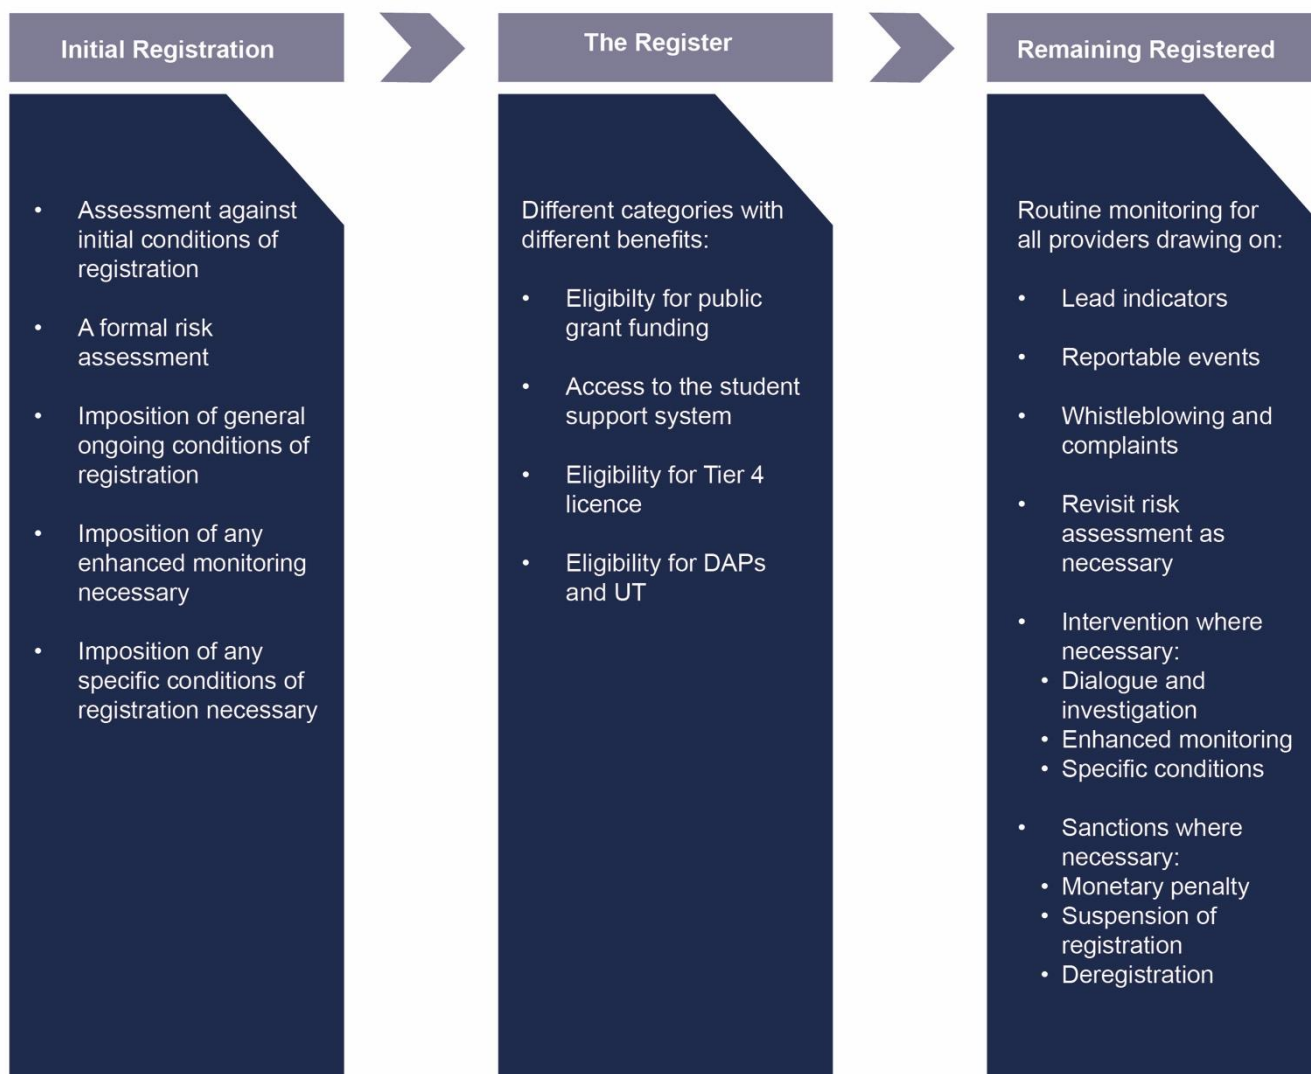 Initial Registration
The Register
Remaining Registered
• Assessment against
initial conditions of
registration
• A formal risk
assessment
• Imposition of general
ongoing conditions of
registration
• Imposition of any
enhanced monitoring
necessary
• Imposition of any
specific conditions of
registration necessary
Different categories with
different benefits:
• Eligibilty for public
grant funding
• Access to the student
support system
• Eligibility for Tier 4
licence
• Eligibility for DAPs
and UT
Routine monitoring for
all providers drawing on:
• Lead indicators
• Reportable events
• Whistleblowing and
complaints
• Revisit risk
assessment as
necessary
• Intervention where
necessary:
• Dialogue and
investigation
• Enhanced monitoring
• Specific conditions
• Sanctions where
necessary:
• Monetary penalty
• Suspension of
registration
• Deregistration